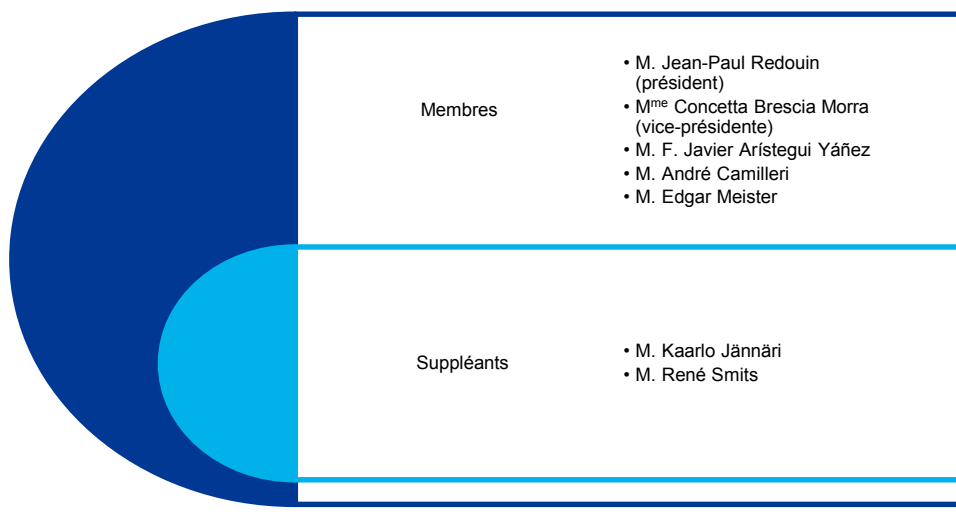 Membres
• M. Jean-Paul Redouin
(président)
• Mme Concetta Brescia Morra
(vice-présidente)
• M. F. Javier Arístegui Yáñez
• M. André Camilleri
• M. Edgar Meister
Suppléants
• M. Kaarlo Jännäri
• M. René Smits